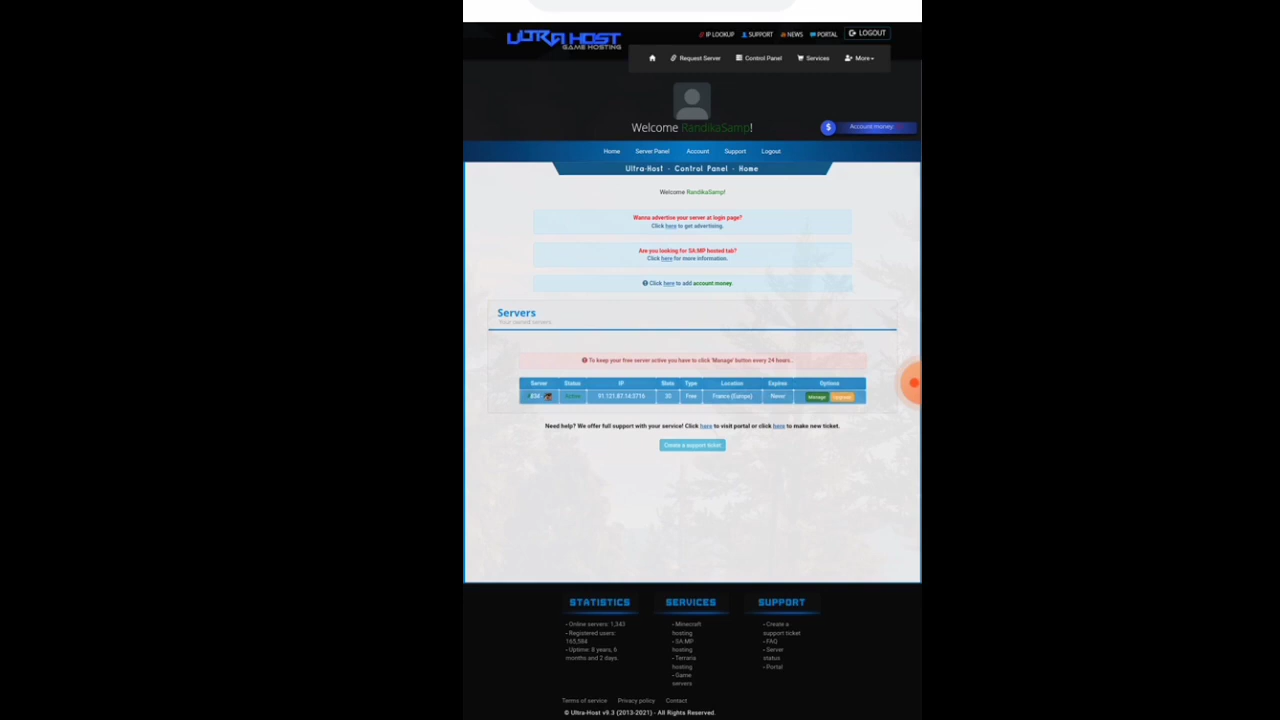 ULTRA HOST
GAME HOSTING
IP LOOKUP SUPPORT NEWS PORTAL LOGOUT
Request Server Control Panel Services More
Welcome RandikaSamp!
$ Account money:
Home Server Panel Account Support Logout
Ultra-Host - Control Panel - Home
Welcome RandikaSamp!
Wanna advertise your server at login page?
Click here to get advertising.
Are you looking for SA:MP hosted tab?
Click here for more information.
Click here to add account money.
Servers
Your owned servers.
To keep your free server active you have to click 'Manage' button every 24 hours.
Server Status IP Slots Type Location Expires Options
Active 30 Free France (Europe) Never Manage Upgrade
Need help? We offer full support with your service! Click here to visit portal or click here to make new ticket.
Create a support ticket
STATISTICS
- Online servers: 1,343
- Registered users:
165,584
- Uptime: 8 years, 6
months and 2 days.
SERVICES
- Minecraft
hosting
- SA:MP
hosting
- Terraria
hosting
- Game
servers
SUPPORT
- Create a
support ticket
- FAQ
- Server
status
- Portal
Terms of service Privacy policy Contact
© Ultra-Host v9.3 (2013-2021) - All Rights Reserved.